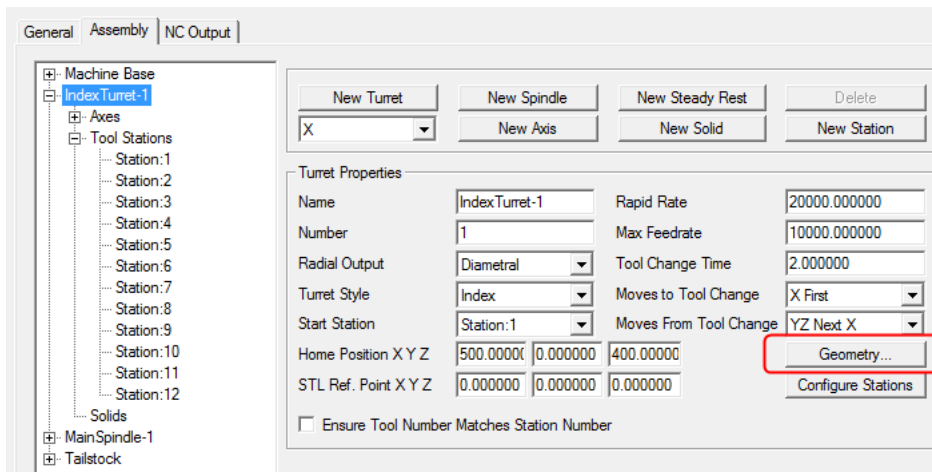 General Assembly NC Output
Machine Base
IndexTurret-1
Axes
Tool Stations
Station:1
Station:2
Station:3
Station:4
Station:5
Station:6
Station:7
Station:8
Station:9
Station:10
Station:11
Station:12
Solids
MainSpindle-1
Tailstock
New Turret New Spindle New Steady Rest Delete
X New Axis New Solid New Station
Turret Properties
Name IndexTurret-1 Rapid Rate 20000.000000
Number 1 Max Feedrate 10000.000000
Radial Output Diametral Tool Change Time 2.000000
Turret Style Index Moves to Tool Change X First
Start Station Station:1 Moves From Tool Change YZ Next X
Home Position X Y Z 500.0000( 0.000000 400.00000 Geometry...
STL Ref. Point X Y Z 0.000000 0.000000 0.000000 Configure Stations
Ensure Tool Number Matches Station Number